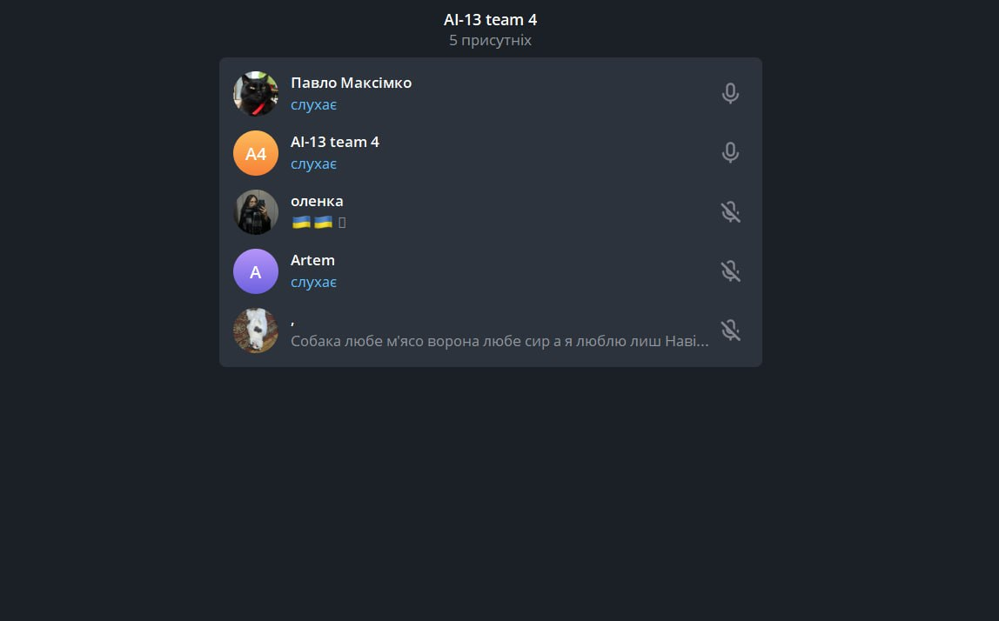 AI-13 team 4
5 присутніх
Павло Максімко
слухає
A4
AI-13 team 4
слухає
оленка
🇺🇦🇺🇦
A
Artem
слухає
,
Собака любе м'ясо ворона любе сир а я люблю лиш Наві...